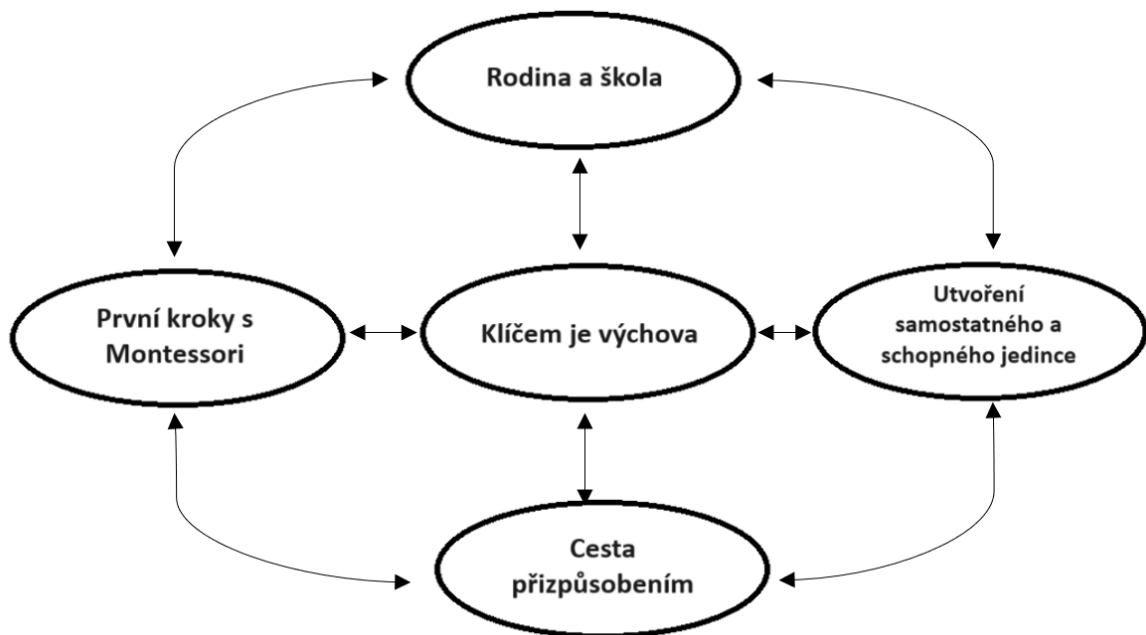 Rodina a škola
První kroky s
Montessori
Klíčem je výchova
Utvoření
samostatného a
schopného jedince
Cesta
přizpůsobením